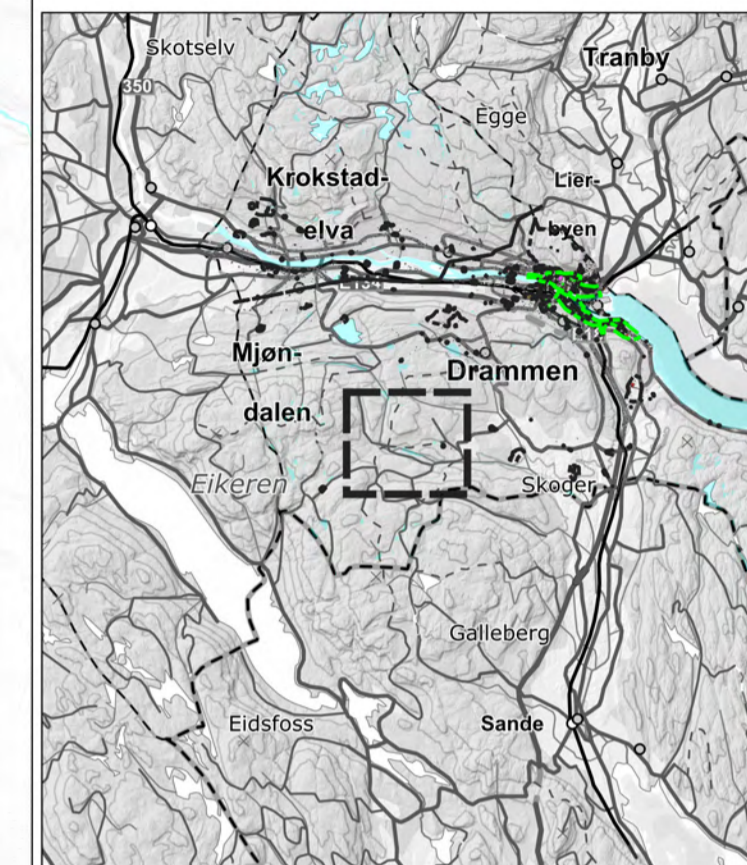 Skotselv
Tranby
350
Egge
Krokstad-
Lier-
elva
byen
E134
Mjøn-
Drammen
dalen
Eikeren
Skoger
Galleberg
Eidsfoss
Sande